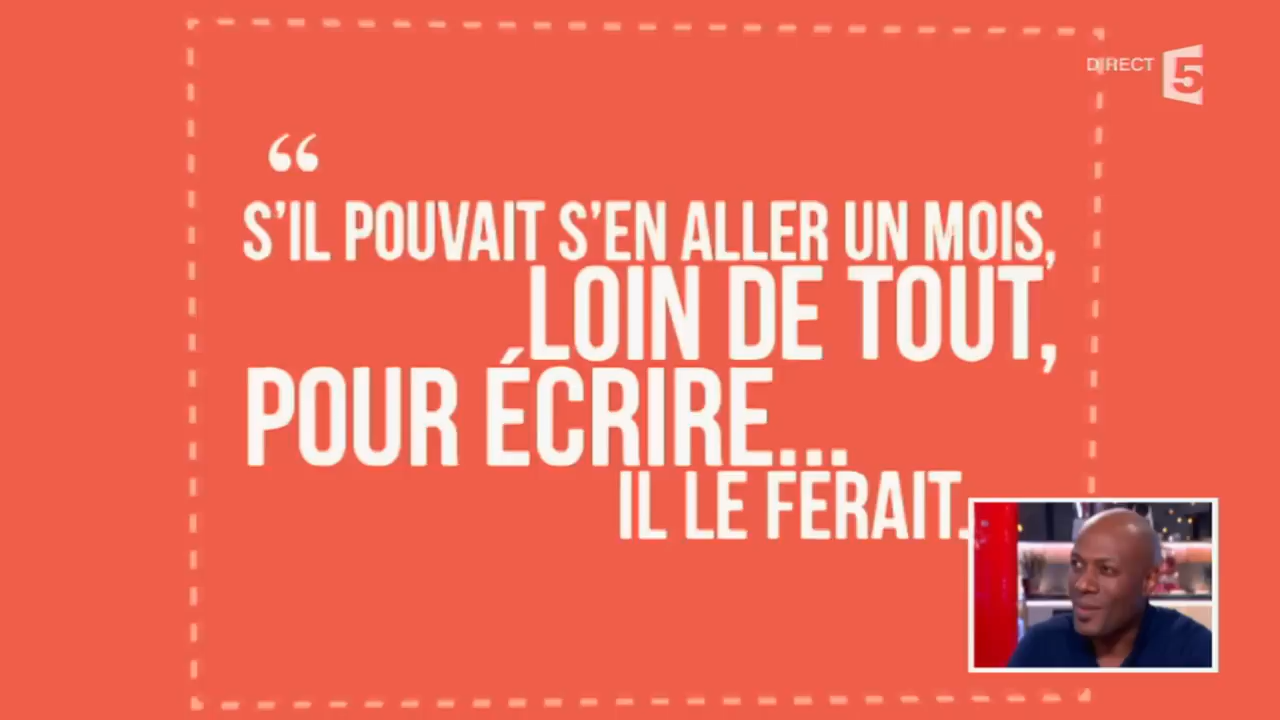 DIRECT 5
“
S’IL POUVAIT S’EN ALLER UN MOIS,
LOIN DE TOUT,
POUR ÉCRIRE...
IL LE FERAIT.